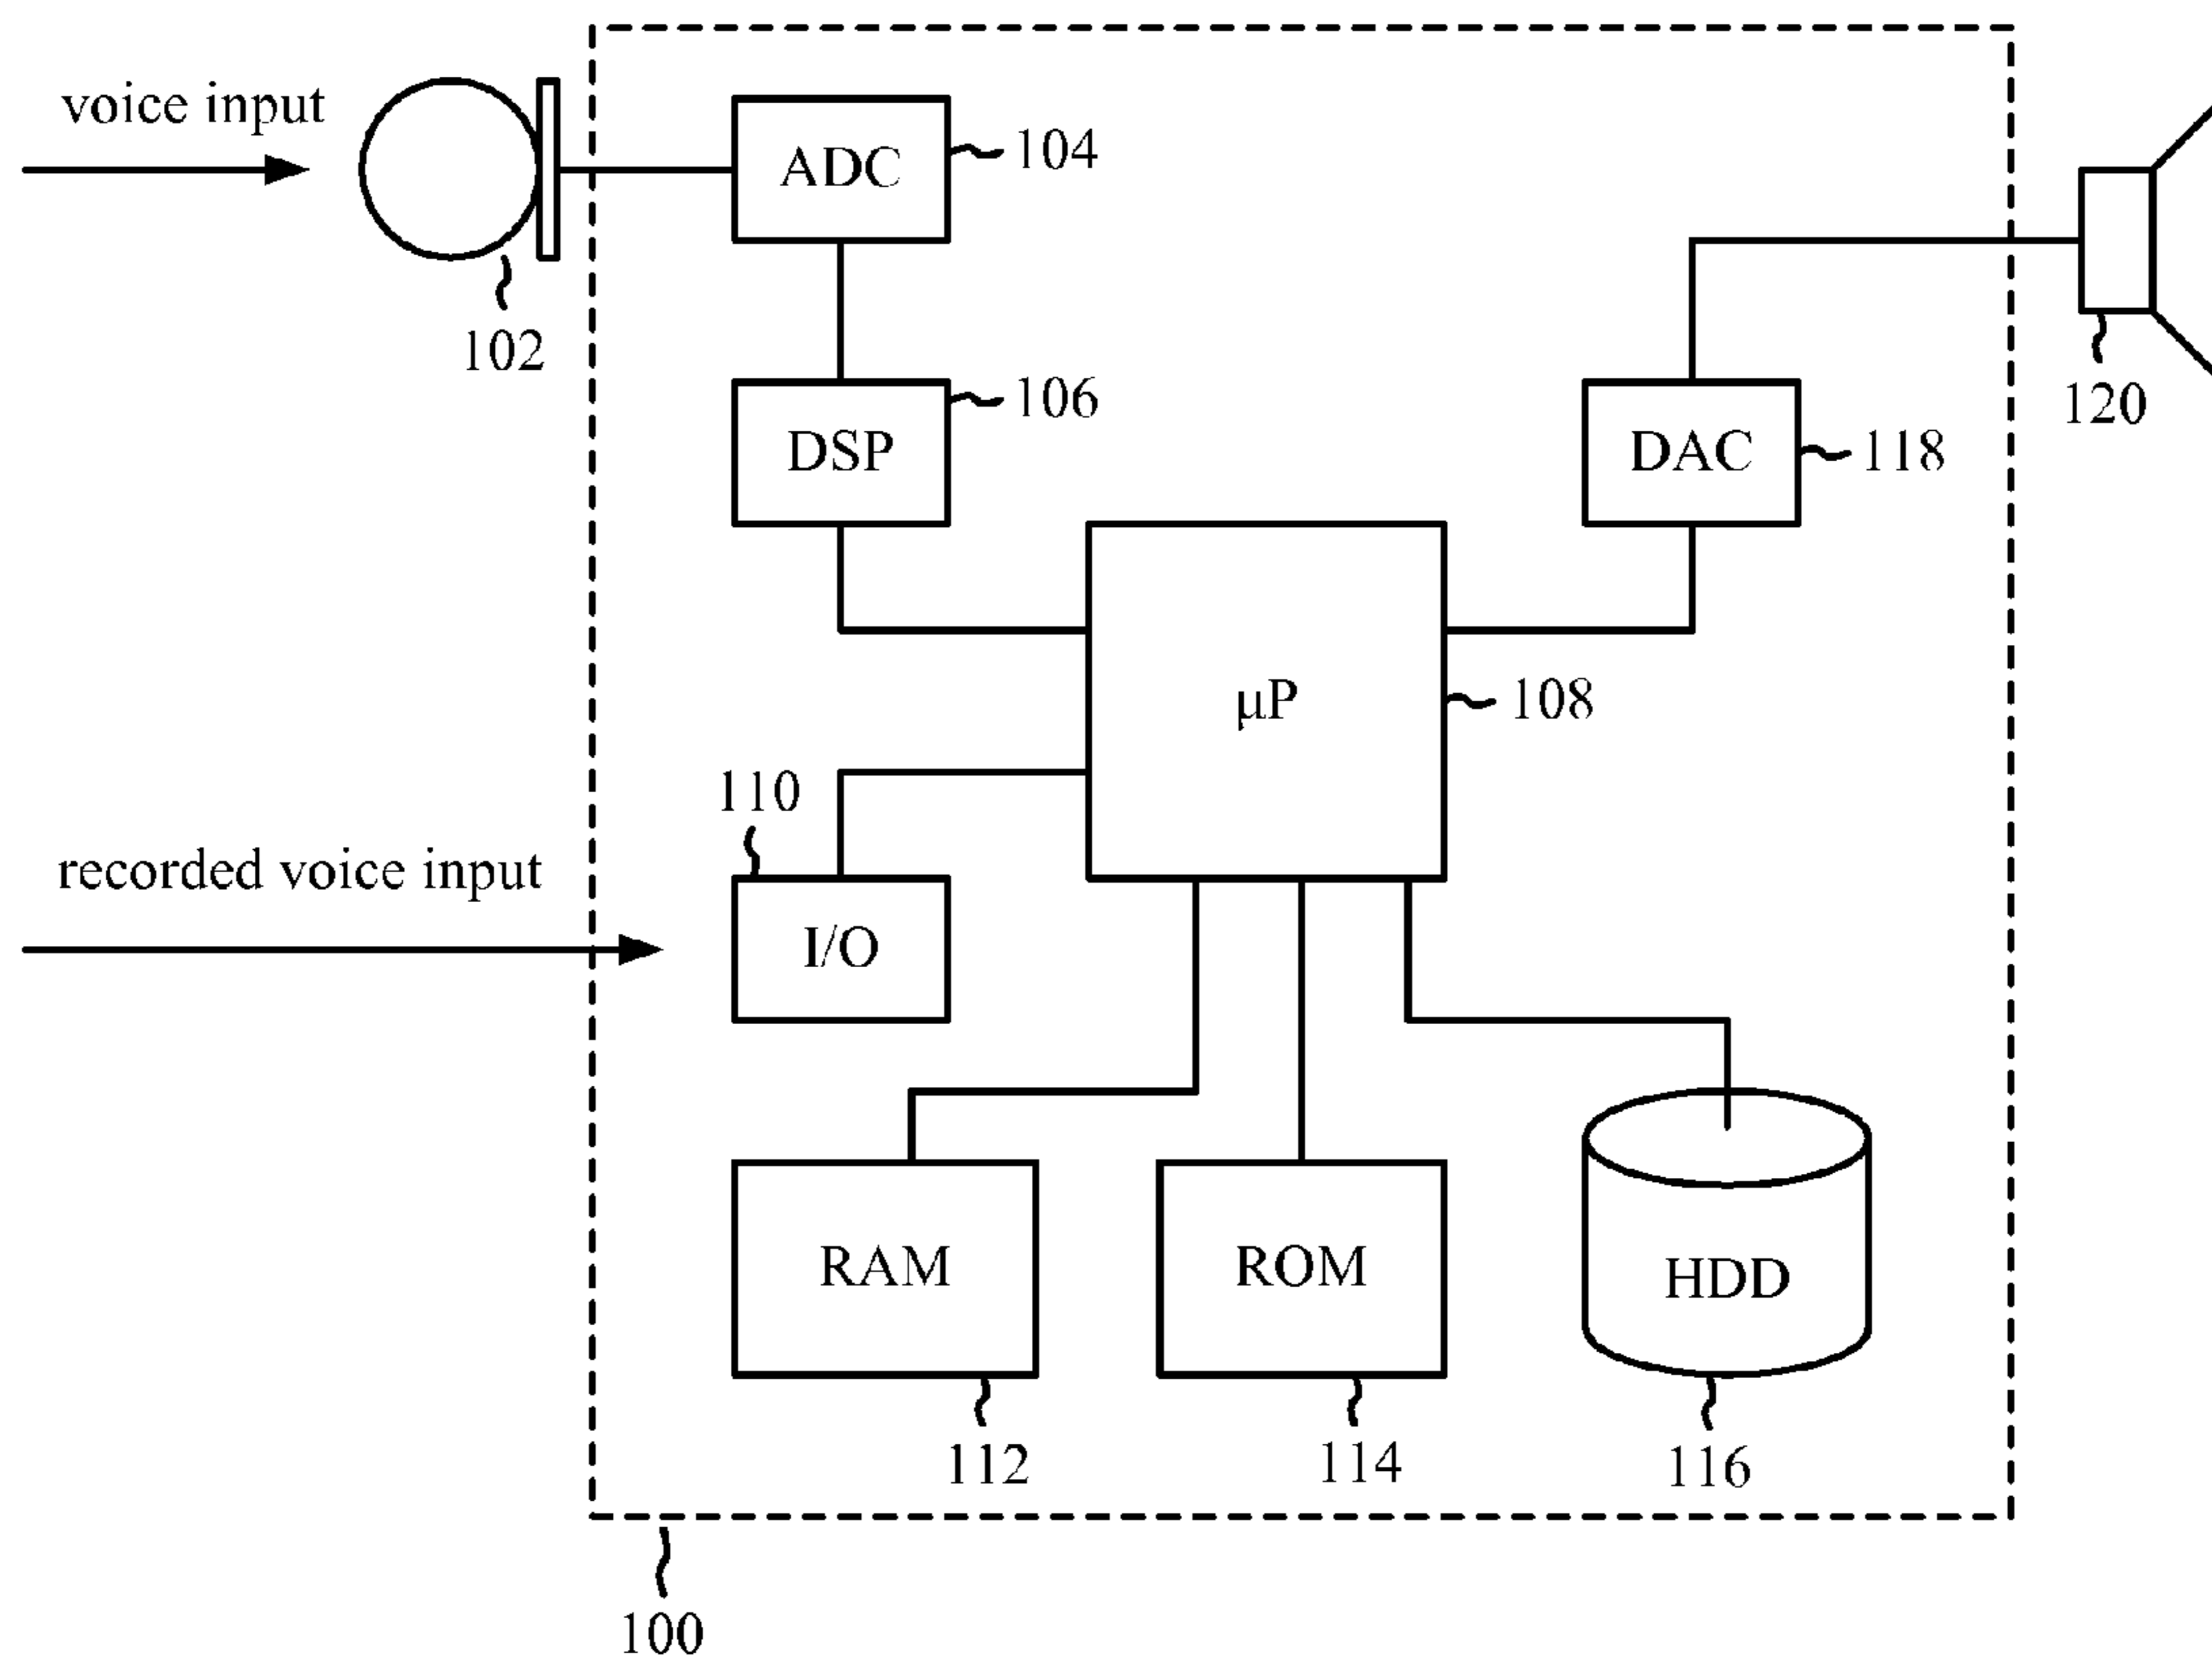 voice input
ADC
104
102
DSP
106
DAC
118
120
μP
108
110
recorded voice input
I/O
RAM
ROM
HDD
112
114
116
100